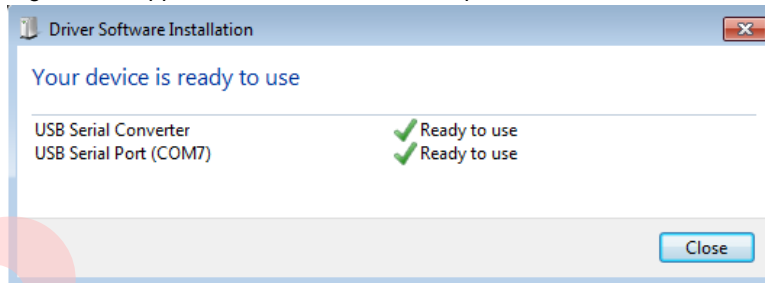 Driver Software Installation
Your device is ready to use
USB Serial Converter Ready to use
USB Serial Port (COM7) Ready to use
Close